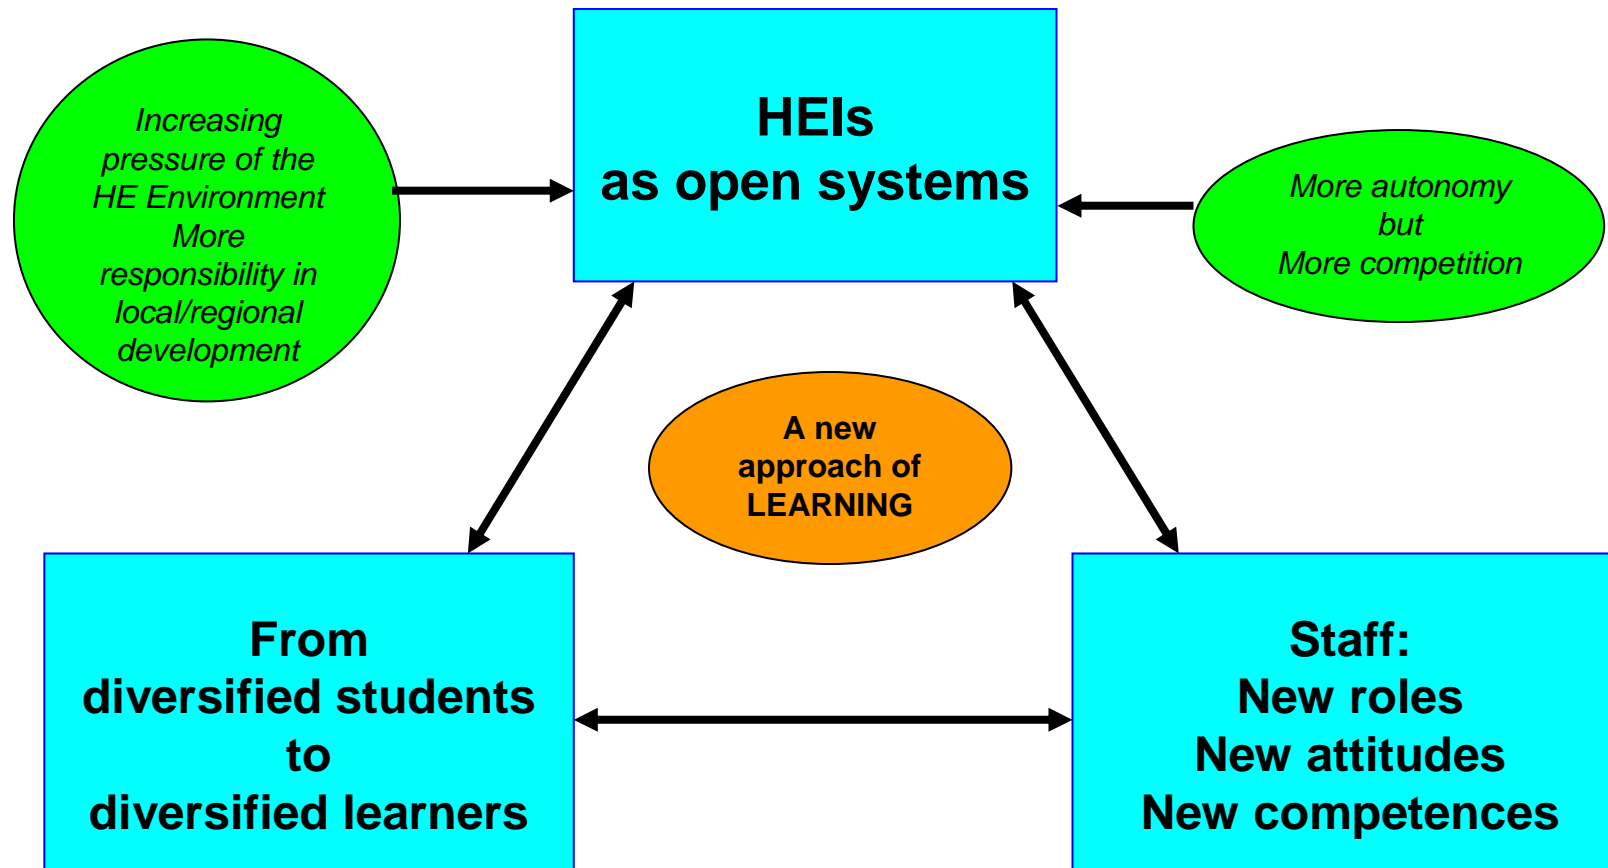 HEIs
as open systems
Increasing
pressure of the
HE Environment
More
responsibility in
local/regional
development
More autonomy
but
More competition
A new
approach of
LEARNING
From
diversified students
to
diversified learners
Staff:
New roles
New attitudes
New competences